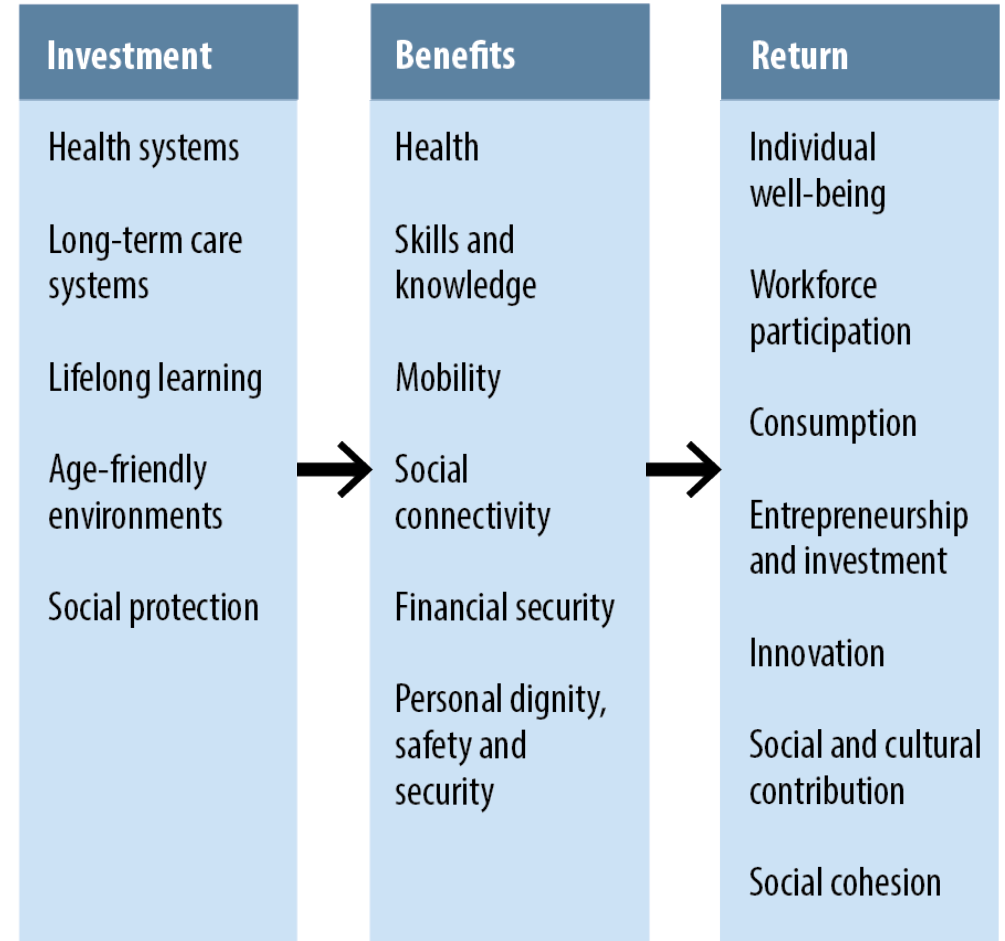 Investment
Health systems
Long-term care
systems
Lifelong learning
Age-friendly
environments
Social protection
Benefits
Health
Skills and
knowledge
Mobility
Social
connectivity
Financial security
Personal dignity,
safety and
security
Return
Individual
well-being
Workforce
participation
Consumption
Entrepreneurship
and investment
Innovation
Social and cultural
contribution
Social cohesion